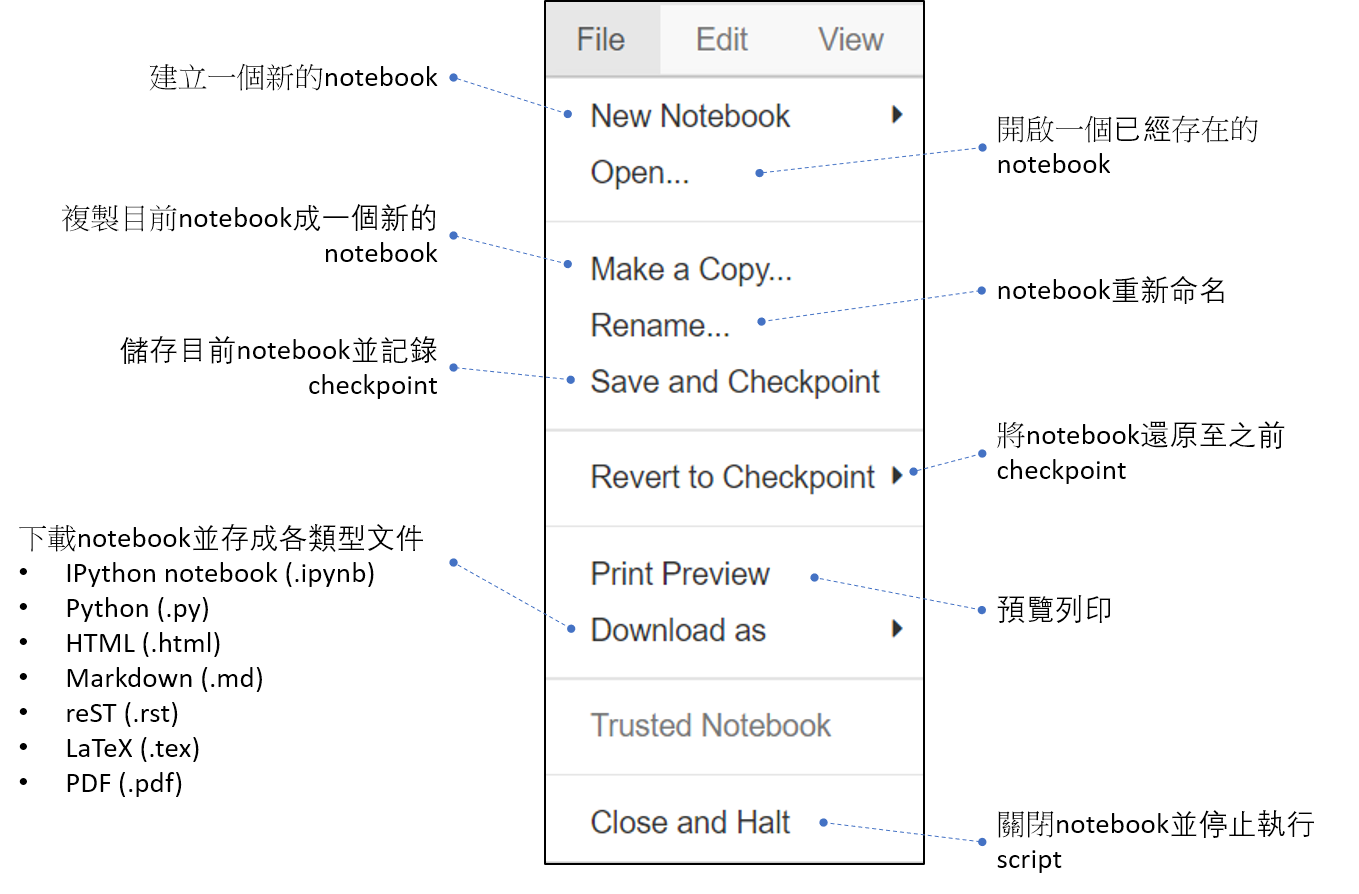 File Edit View
建立一個新的notebook
New Notebook
開啟一個已經存在的
notebook
Open...
複製目前notebook成一個新的
notebook
Make a Copy...
notebook重新命名
Rename...
儲存目前notebook並記錄
checkpoint
Save and Checkpoint
將notebook還原至之前
checkpoint
Revert to Checkpoint
下載notebook並存成各類型文件
• IPython notebook (.ipynb)
• Python (.py)
• HTML (.html)
• Markdown (.md)
• reST (.rst)
• LaTeX (.tex)
• PDF (.pdf)
Print Preview
預覽列印
Download as
Trusted Notebook
Close and Halt
關閉notebook並停止執行
script